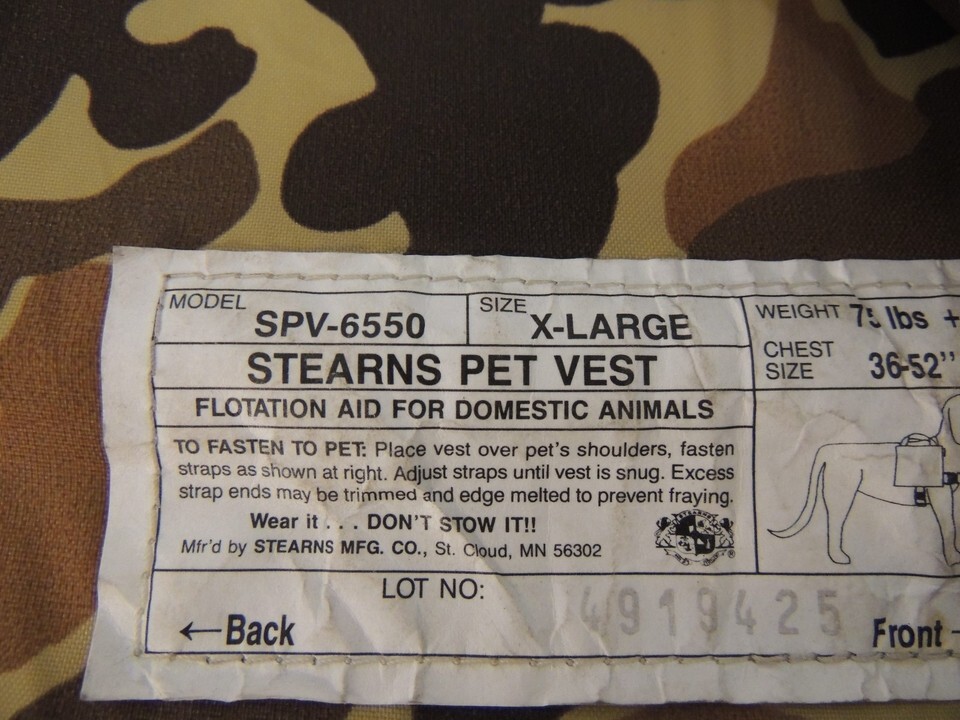 MODEL SPV-6550 SIZE X-LARGE
WEIGHT 75 lbs +
CHEST SIZE 36-52"
STEARNS PET VEST
FLOTATION AID FOR DOMESTIC ANIMALS
TO FASTEN TO PET: Place vest over pet's shoulders, fasten
straps as shown at right. Adjust straps until vest is snug. Excess
strap ends may be trimmed and edge melted to prevent fraying.
Wear it . . . DON'T STOW IT!!
Mfr'd by STEARNS MFG. CO., St. Cloud, MN 56302
®
LOT NO: 4919425
←Back Front